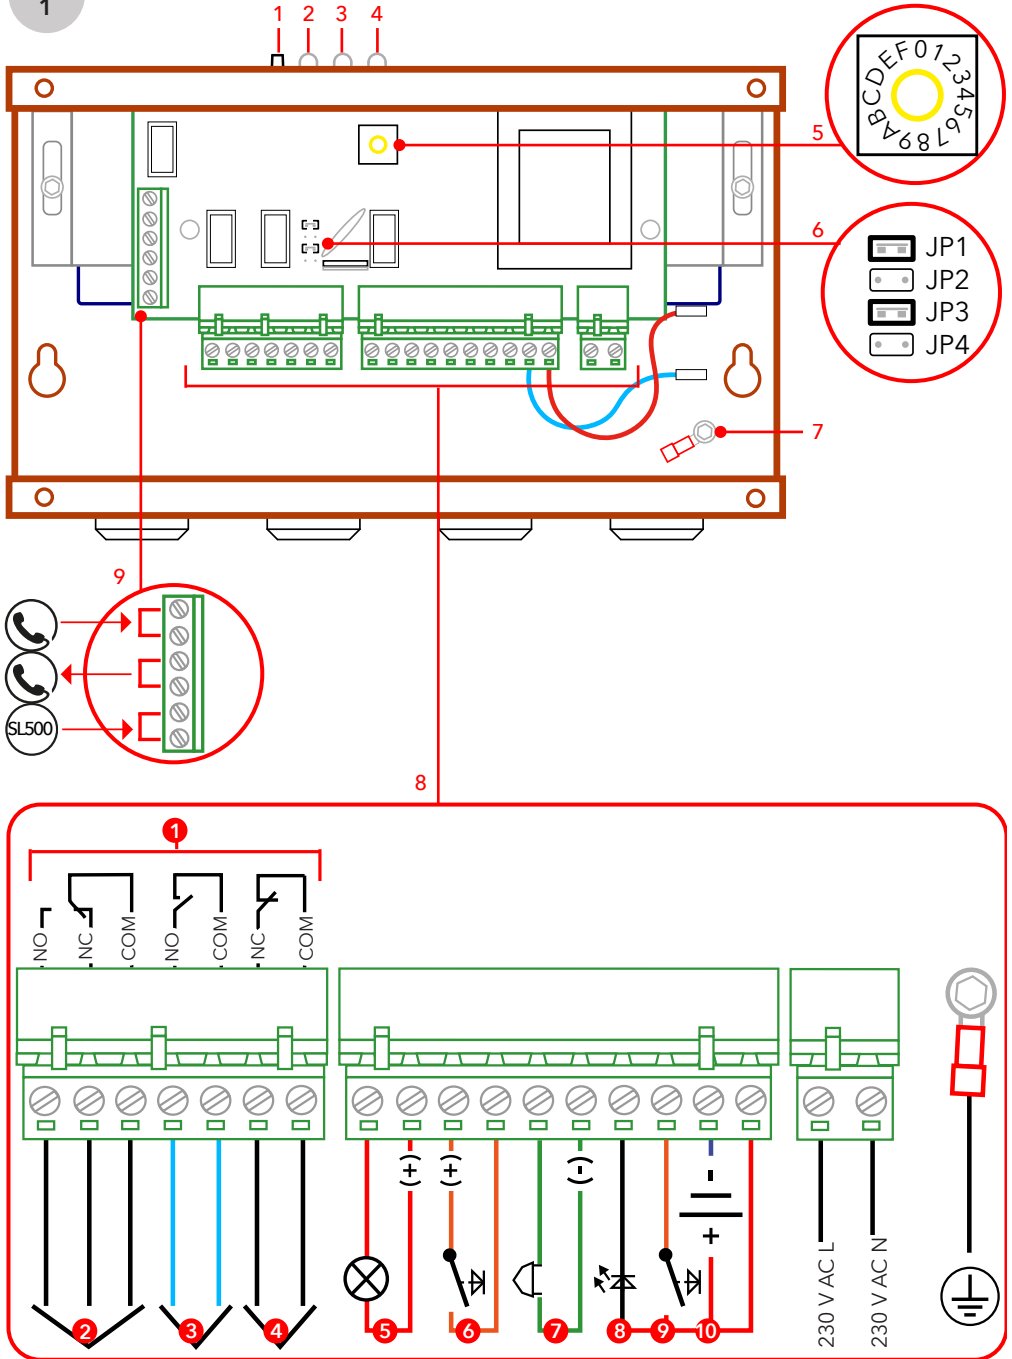 1
1 2 3 4
0 1 2 3 4 5 6 7 8 9 A B C D E F
5
6
JP1
JP2
JP3
JP4
7
9
SL500
8
1
NO NC COM NO COM NC COM
(+) (+) (-)
-
+
230 V AC L
230 V AC N
2 3 4 5 6 7 8 9 10